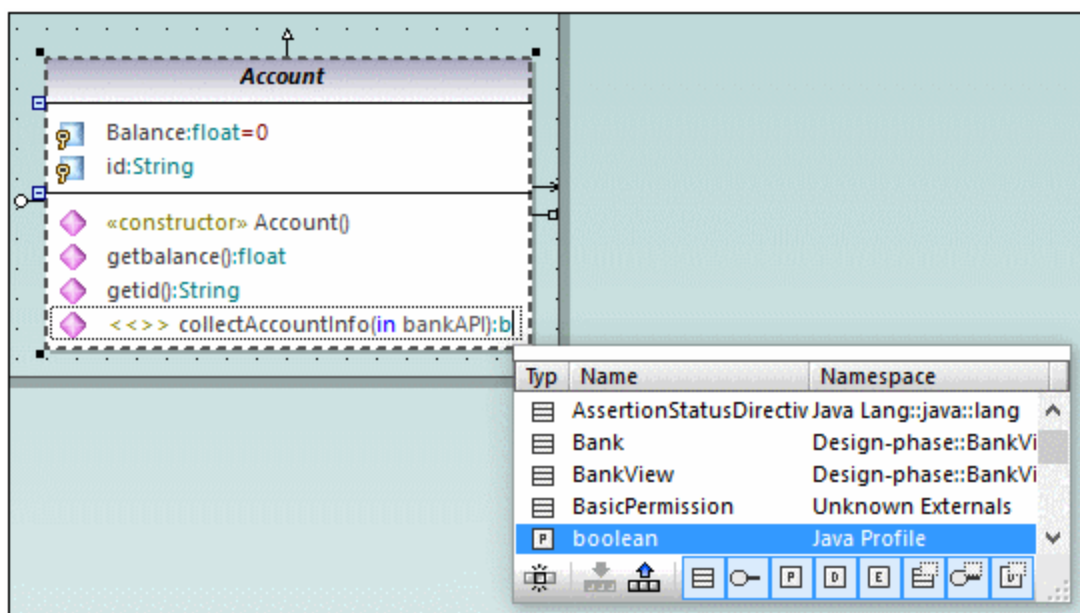 Account
Balance:float=0
id:String
«constructor» Account()
getbalance():float
getid():String
<<>> collectAccountInfo(in bankAPI):b
Typ Name Namespace
AssertionStatusDirectiv Java Lang::java::lang
Bank Design-phase::BankVi
BankView Design-phase::BankVi
BasicPermission Unknown Externals
P boolean Java Profile
P D E